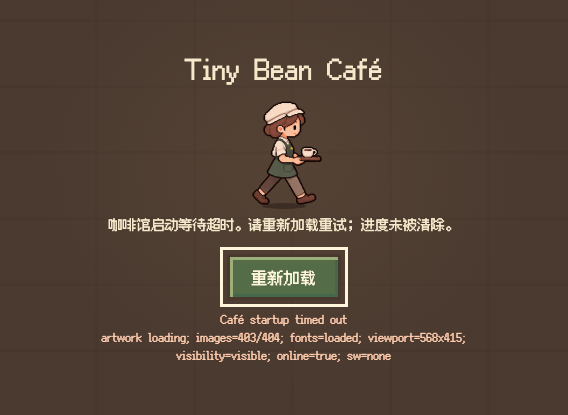 Tiny Bean Café
咖啡馆启动等待超时。请重新加载重试；进度未被清除。
重新加载
Café startup timed out
artwork loading; images=403/404; fonts=loaded; viewport=568x415;
visibility=visible; online=true; sw=none